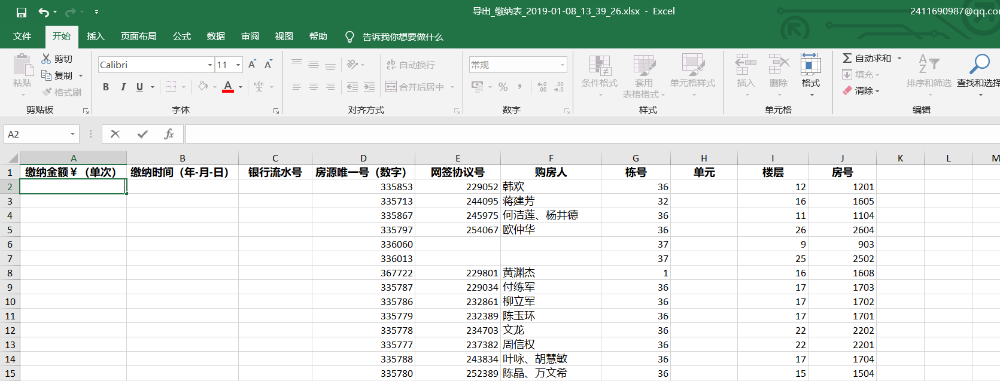 导出_缴纳表_2019-01-08_13_39_26.xlsx - Excel
2411690987@qq.co
文件 开始 插入 页面布局 公式 数据 审阅 视图 帮助 告诉我你想要做什么
粘贴 剪切 复制 格式刷 剪贴板
Calibri 11 A A
B I U A wén 文 字体
ab 自动换行
合并后居中 对齐方式
常规
% , .0 .00 .00 .0 数字
条件格式 套用 表格格式 单元格样式 样式
插入 删除 格式 单元格
Σ 自动求和 填充 清除 AZ 排序和筛选 查找和选择 编辑
A2 fx
A B C D E F G H I J K L M
1 缴纳金额¥（单次） 缴纳时间（年-月-日） 银行流水号 房源唯一号（数字） 网签协议号 购房人 栋号 单元 楼层 房号
2 335853 229052 韩欢 36 12 1201
3 335713 244095 蒋建芳 32 16 1605
4 335867 245975 何洁莲、杨井德 36 11 1104
5 335797 254067 欧仲华 36 26 2604
6 336060 37 9 903
7 336013 37 25 2502
8 367722 229801 黄渊杰 1 16 1608
9 335787 229034 付练军 36 17 1703
10 335786 232861 柳立军 36 17 1702
11 335779 232389 陈玉环 36 17 1701
12 335778 234703 文龙 36 22 2202
13 335777 237382 周信权 36 22 2201
14 335788 243834 叶咏、胡慧敏 36 17 1704
15 335780 252389 陈晶、万文希 36 15 1504